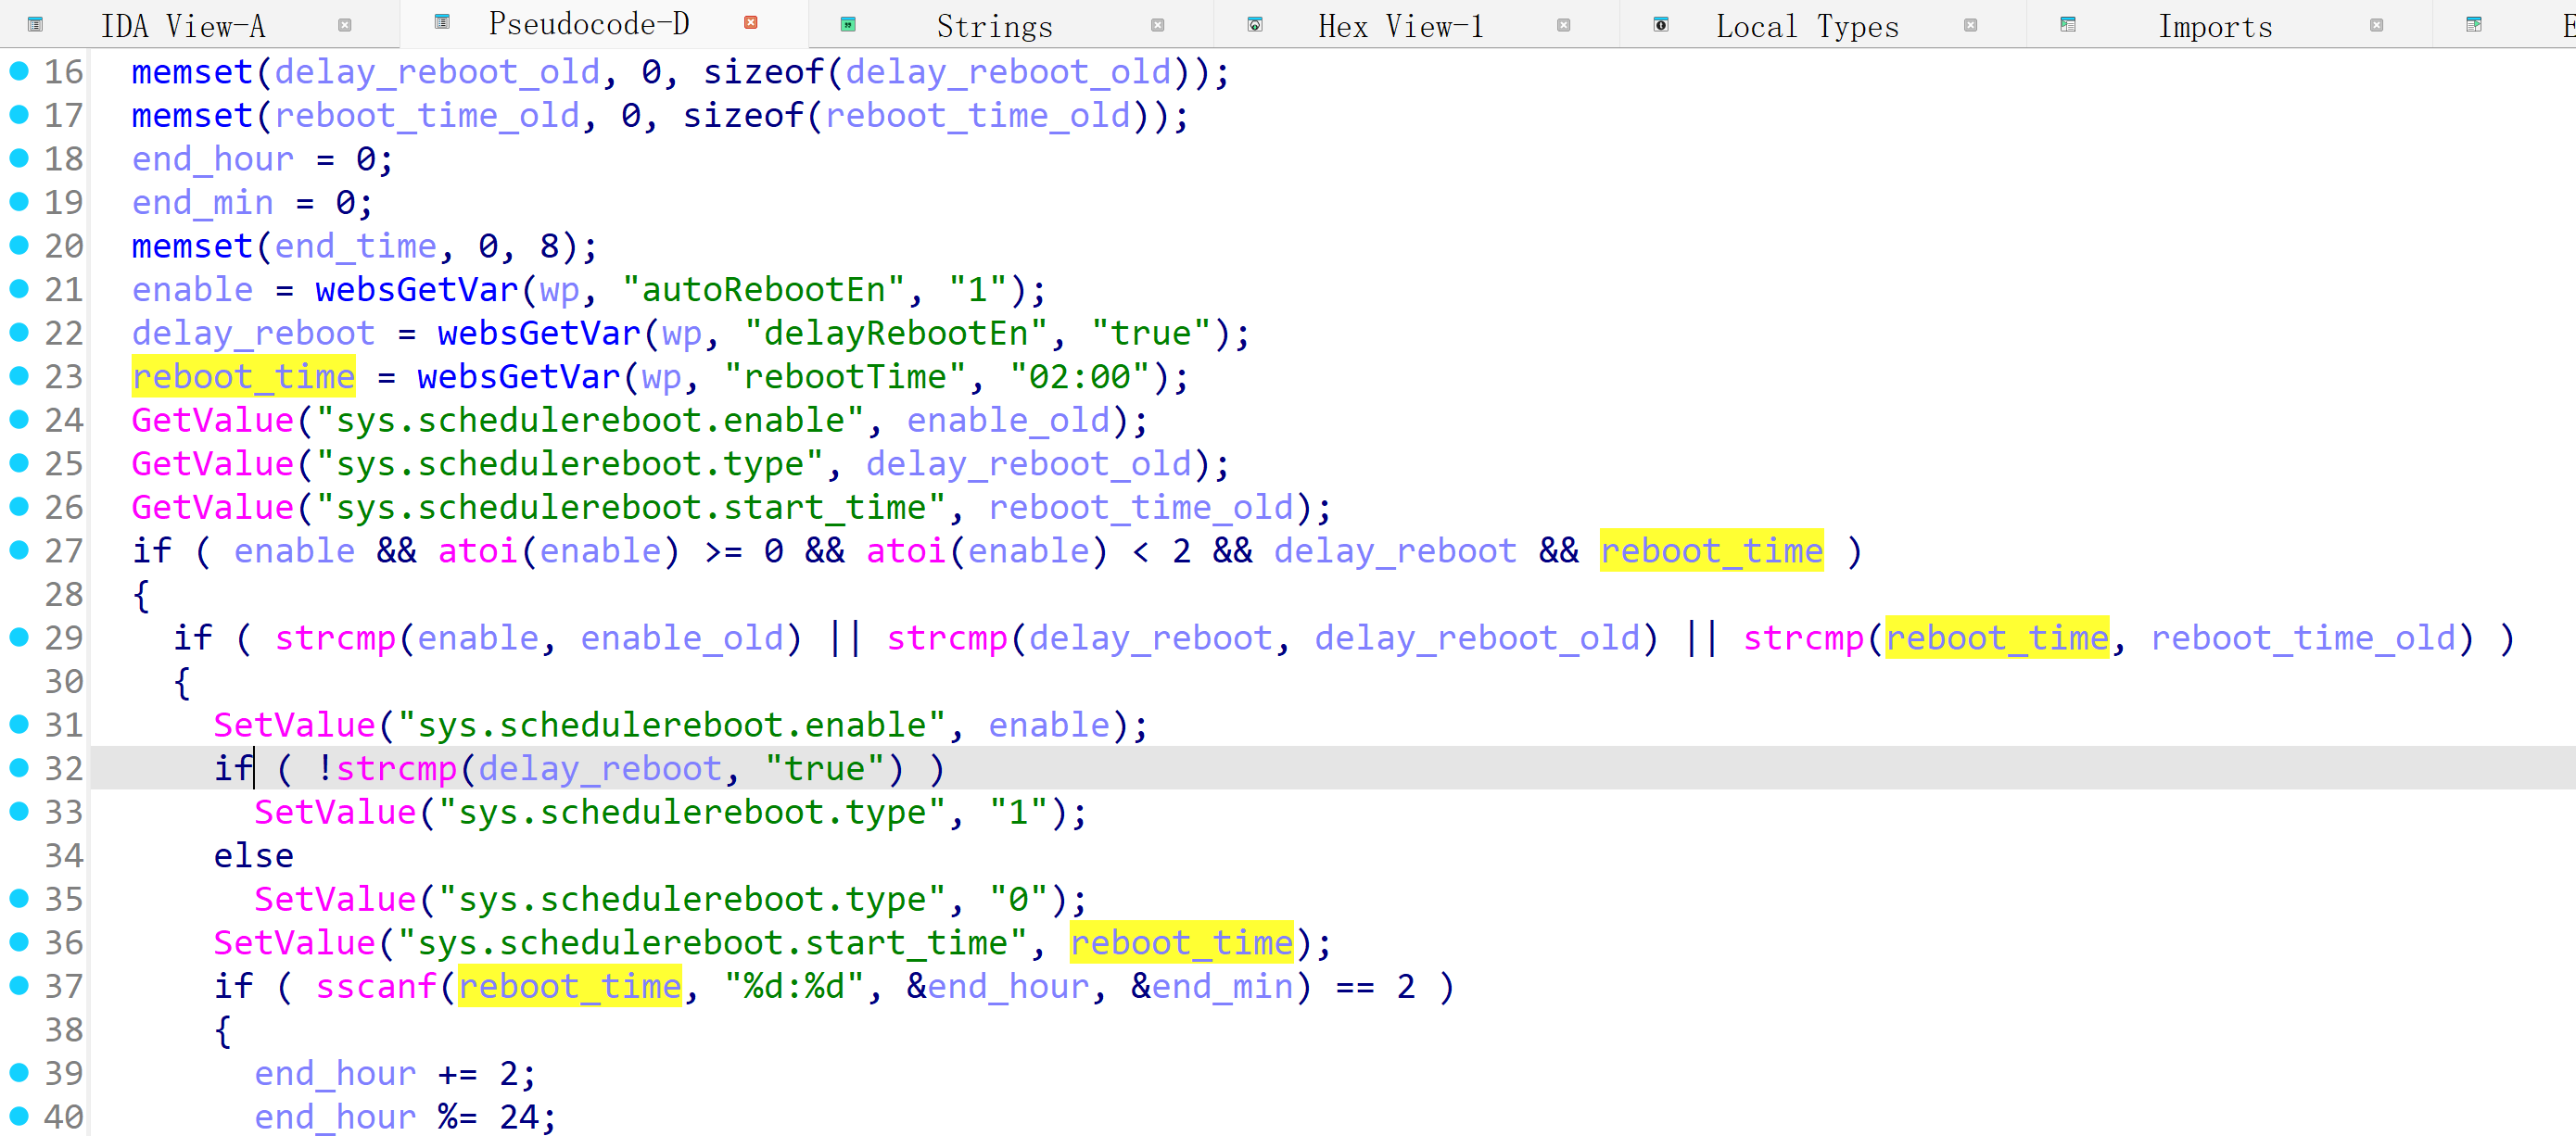 IDA View-A Pseudocode-D Strings Hex View-1 Local Types Imports
16 memset(delay_reboot_old, 0, sizeof(delay_reboot_old));
17 memset(reboot_time_old, 0, sizeof(reboot_time_old));
18 end_hour = 0;
19 end_min = 0;
20 memset(end_time, 0, 8);
21 enable = websGetVar(wp, "autoRebootEn", "1");
22 delay_reboot = websGetVar(wp, "delayRebootEn", "true");
23 reboot_time = websGetVar(wp, "rebootTime", "02:00");
24 GetValue("sys.schedulereboot.enable", enable_old);
25 GetValue("sys.schedulereboot.type", delay_reboot_old);
26 GetValue("sys.schedulereboot.start_time", reboot_time_old);
27 if ( enable && atoi(enable) >= 0 && atoi(enable) < 2 && delay_reboot && reboot_time )
28 {
29 if ( strcmp(enable, enable_old) || strcmp(delay_reboot, delay_reboot_old) || strcmp(reboot_time, reboot_time_old) )
30 {
31 SetValue("sys.schedulereboot.enable", enable);
32 if ( !strcmp(delay_reboot, "true") )
33 SetValue("sys.schedulereboot.type", "1");
34 else
35 SetValue("sys.schedulereboot.type", "0");
36 SetValue("sys.schedulereboot.start_time", reboot_time);
37 if ( sscanf(reboot_time, "%d:%d", &end_hour, &end_min) == 2 )
38 {
39 end_hour += 2;
40 end_hour %= 24;